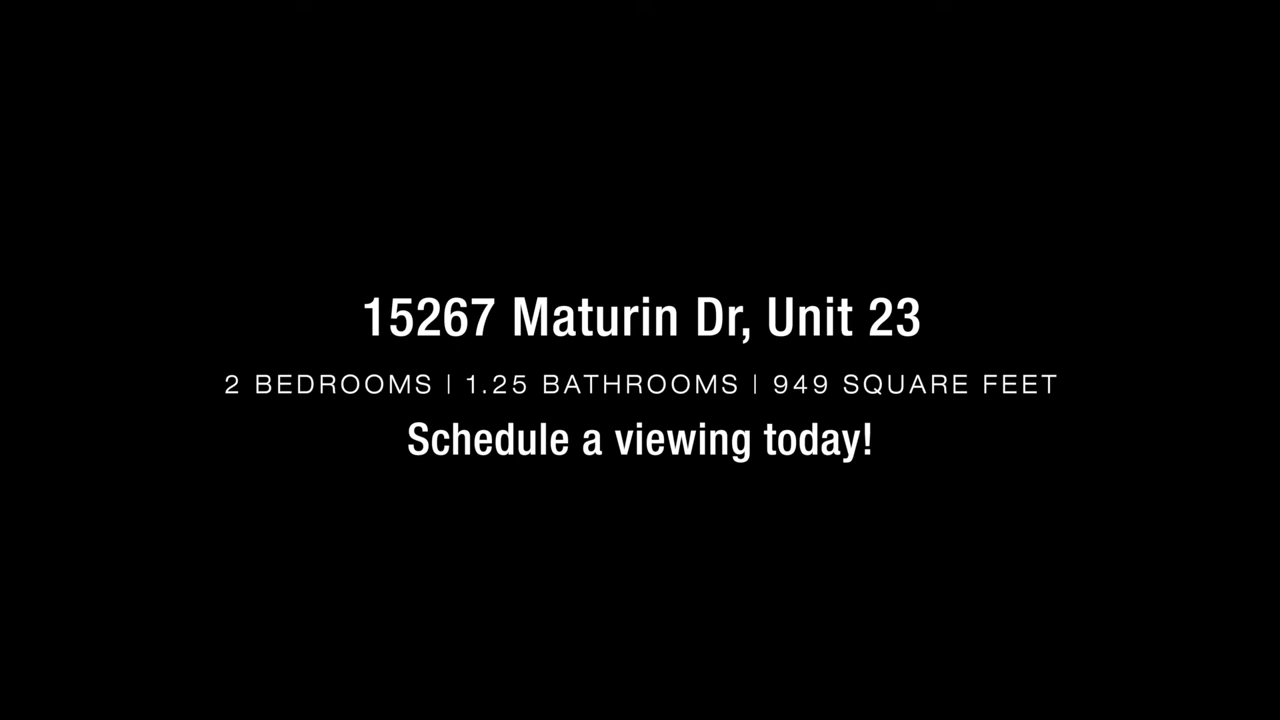 15267 Maturin Dr, Unit 23
2 BEDROOMS | 1.25 BATHROOMS | 949 SQUARE FEET
Schedule a viewing today!